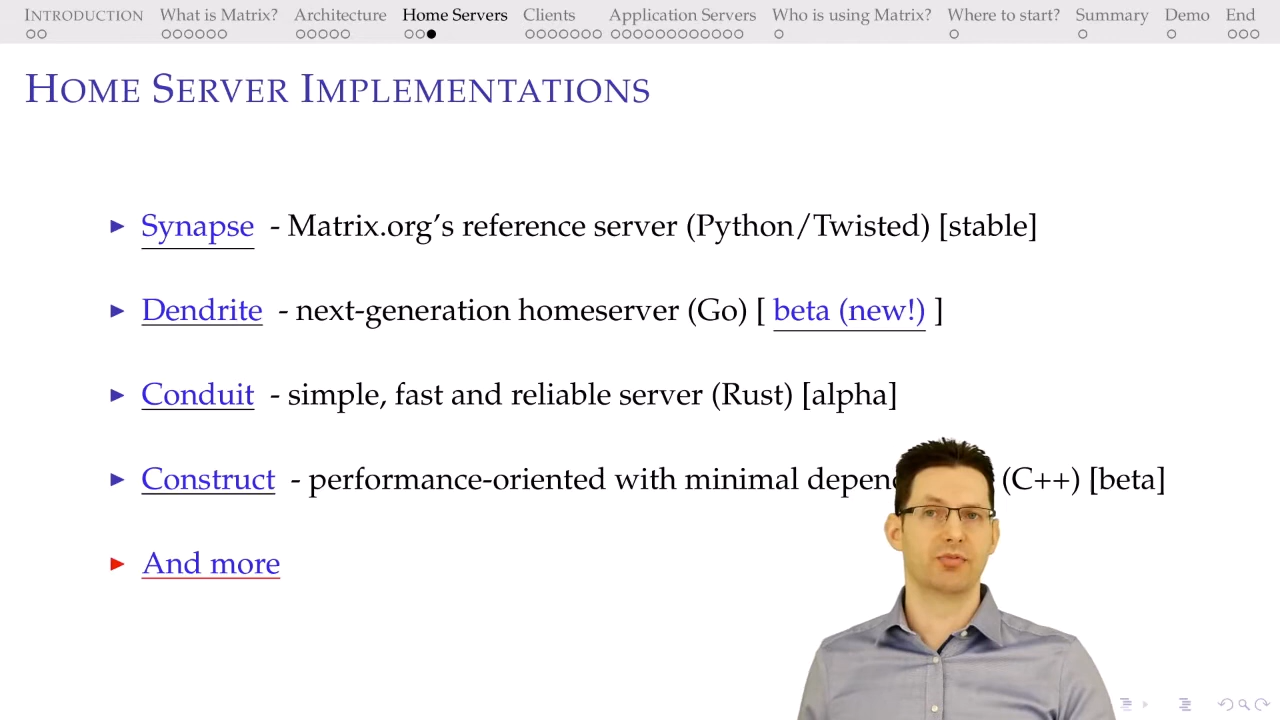 INTRODUCTION What is Matrix? Architecture Home Servers Clients Application Servers Who is using Matrix? Where to start? Summary Demo End
HOME SERVER IMPLEMENTATIONS
Synapse - Matrix.org's reference server (Python/Twisted) [stable]
Dendrite - next-generation homeserver (Go) [ beta (new!) ]
Conduit - simple, fast and reliable server (Rust) [alpha]
Construct - performance-oriented with minimal (C++) [beta]
And more